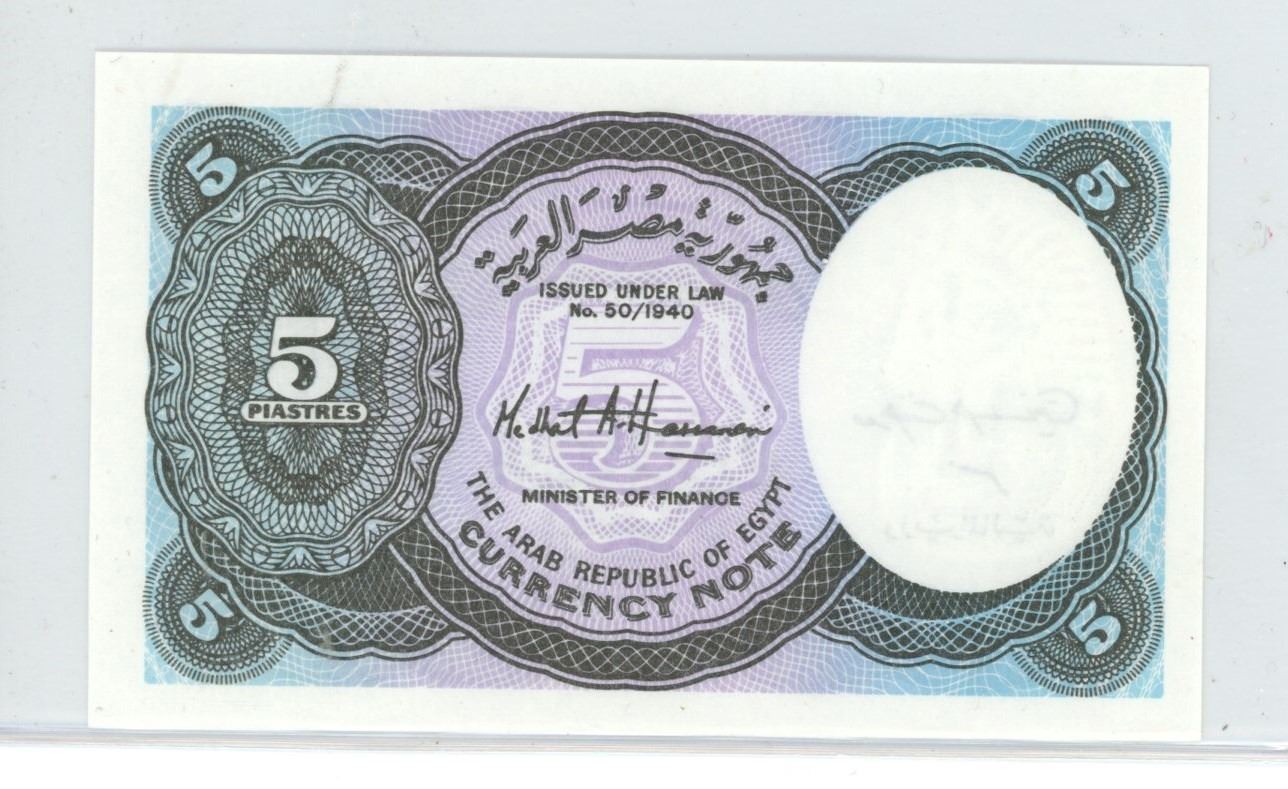 5
5
جمهورية مصر العربية
ISSUED UNDER LAW
No. 50/1940
5
PIASTRES
5
Medhat A. Hassanein
MINISTER OF FINANCE
THE ARAB REPUBLIC OF EGYPT
CURRENCY NOTE
5
5